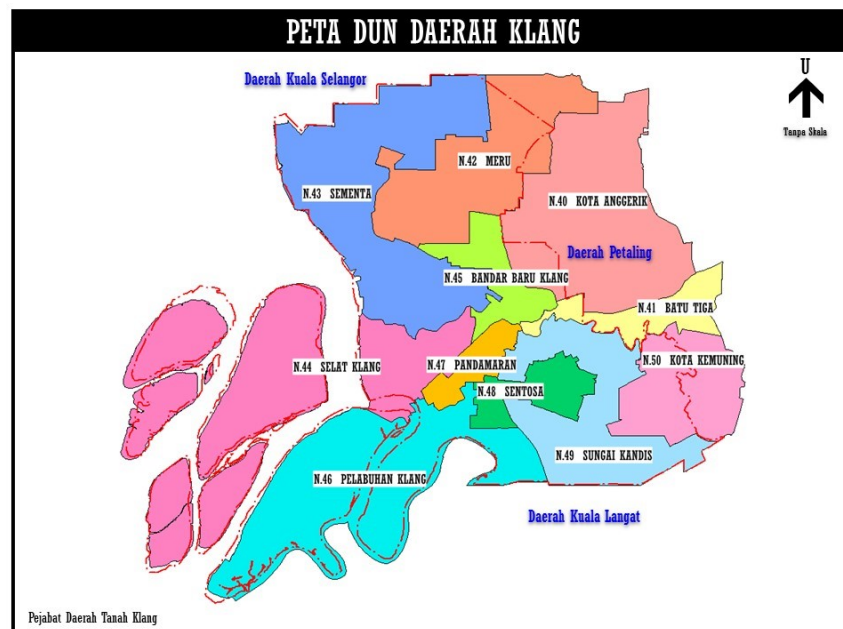 PETA DUN DAERAH KLANG
Daerah Kuala Selangor
U
Tanpa Skala
N.42 MERU
N.43 SEMENTA
N.40 KOTA ANGGERIK
Daerah Petaling
N.45 BANDAR BARU KLANG
N.41 BATU TIGA
N.44 SELAT KLANG
N.47 PANDAMARAN
N.50 KOTA KEMUNING
N.48 SENTOSA
N.49 SUNGAI KANDIS
N.46 PELABUHAN KLANG
Daerah Kuala Langat
Pejabat Daerah Tanah Klang